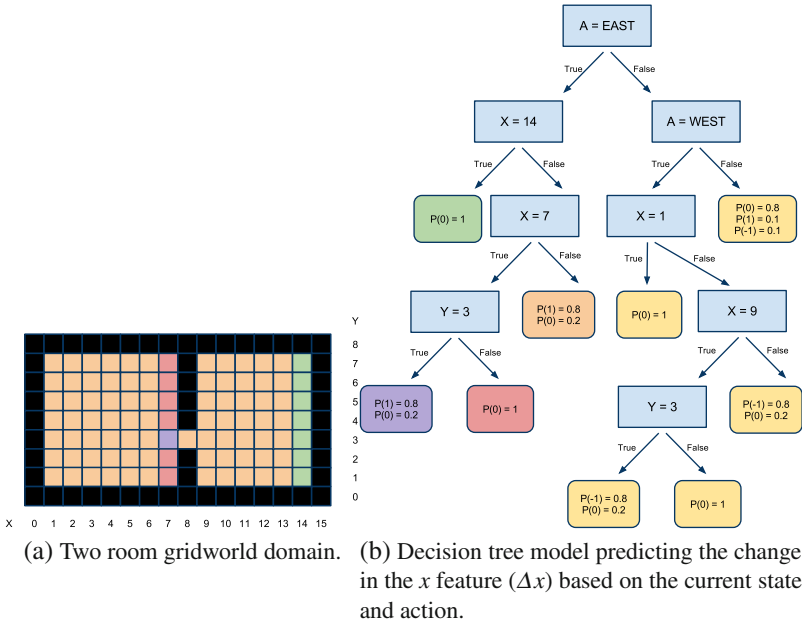 A = EAST
True
False
X = 14
A = WEST
True
False
True
False
P(0) = 1
X = 7
X = 1
P(0) = 0.8
P(1) = 0.1
P(-1) = 0.1
True
False
True
False
Y = 3
P(1) = 0.8
P(0) = 0.2
P(0) = 1
X = 9
True
False
True
False
P(1) = 0.8
P(0) = 0.2
P(0) = 1
Y = 3
P(-1) = 0.8
P(0) = 0.2
True
False
P(-1) = 0.8
P(0) = 0.2
P(0) = 1
Y
8
7
6
5
4
3
2
1
0
X 0 1 2 3 4 5 6 7 8 9 10 11 12 13 14 15
(a) Two room gridworld domain.
(b) Decision tree model predicting the change
in the x feature (Δx) based on the current state
and action.